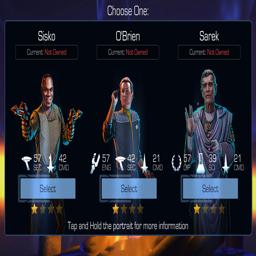 Choose One:
Sisko O'Brien Sarek
Current: Not Owned Current: Not Owned Current: Not Owned
57 42 57 42 21 57 39 21
SEC CMD ENG SEC CMD DIP SCI CMD
Select Select Select
Tap and Hold the portrait for more information